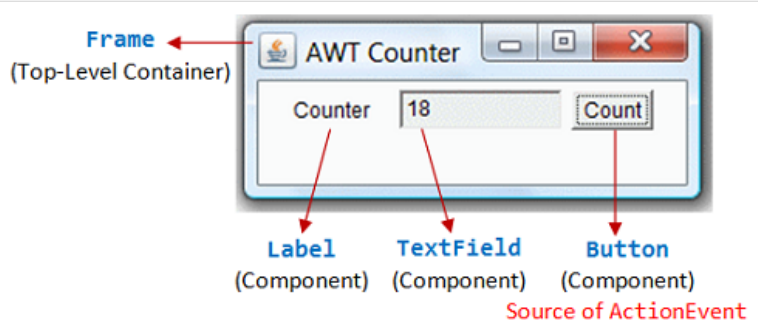 Frame
(Top-Level Container)
AWT Counter
Counter 18 Count
Label TextField Button
(Component) (Component) (Component)
Source of ActionEvent